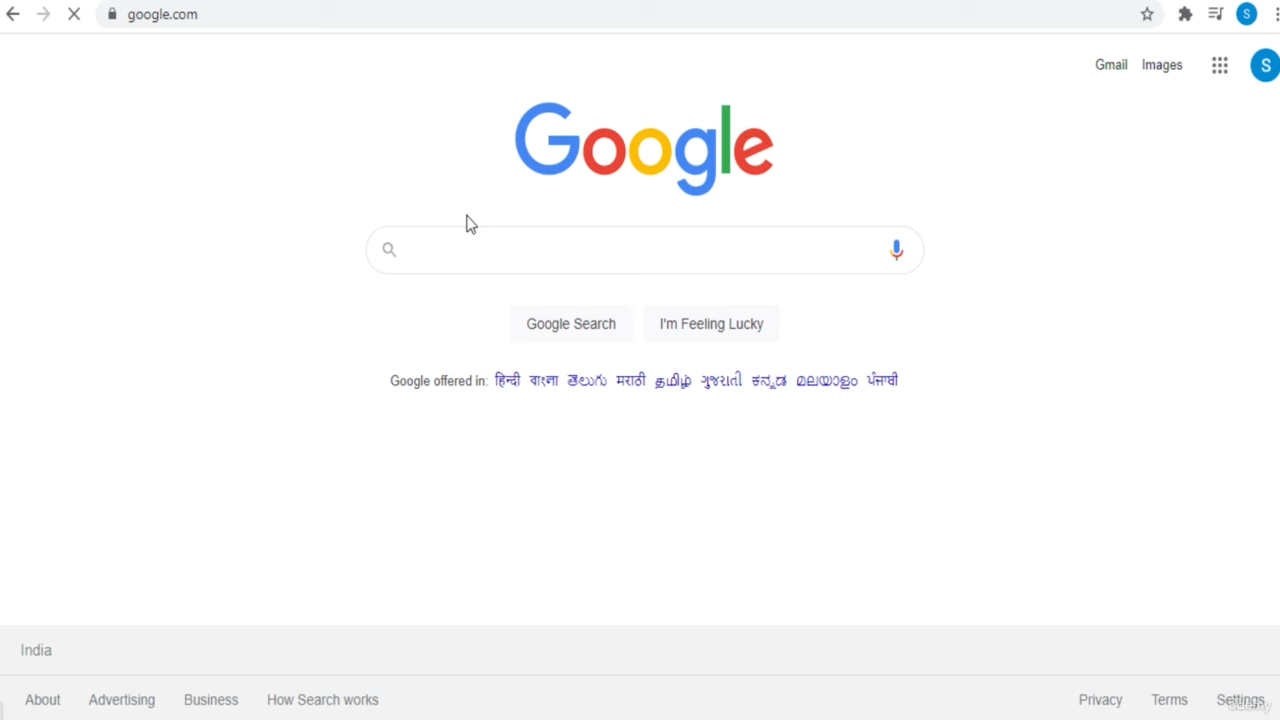 google.com
S
Gmail Images
S
Google
Google Search I'm Feeling Lucky
Google offered in: हिन्दी বাংলা తెలుగు मराठी தமிழ் ગુજરાતી ಕನ್ನಡ മലയാളം ਪੰਜਾਬੀ
India
About Advertising Business How Search works Privacy Terms Settings
udemy